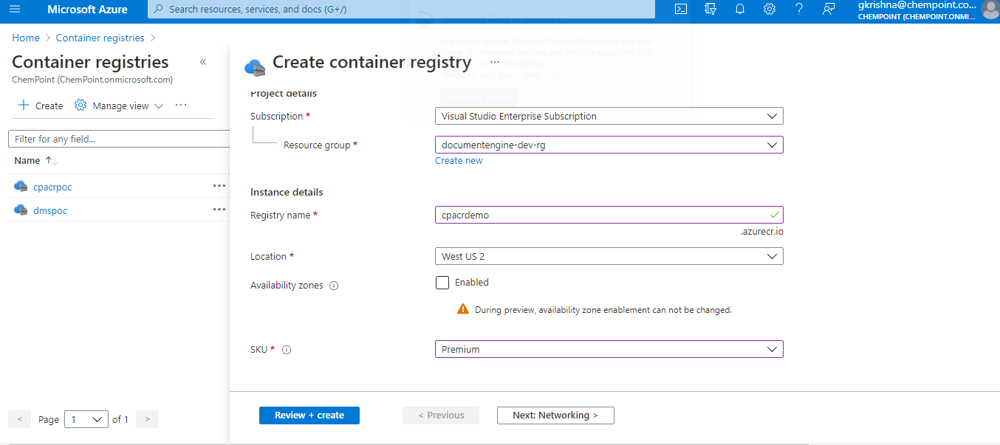 Microsoft Azure
Search resources, services, and docs (G+/)
gkrishna@chempoint.co...
CHEMPOINT (CHEMPOINT.ONMI...
Home > Container registries >
Container registries
«
ChemPoint (ChemPoint.onmicrosoft.com)
+ Create
Manage view
...
Filter for any field...
Name ↑↓
cpacrpoc
...
dmspoc
...
< Page 1 of 1 >
Snipping Tool is moving...
In a future update, Snipping Tool will be moving to a new
Create container registry ...
Project details
Subscription *
Visual Studio Enterprise Subscription
Resource group *
documentengine-dev-rg
Create new
Instance details
Registry name *
cpacrdemo
.azurecr.io
Location *
West US 2
Availability zones
Enabled
During preview, availability zone enablement can not be changed.
SKU *
Premium
Review + create
< Previous
Next: Networking >